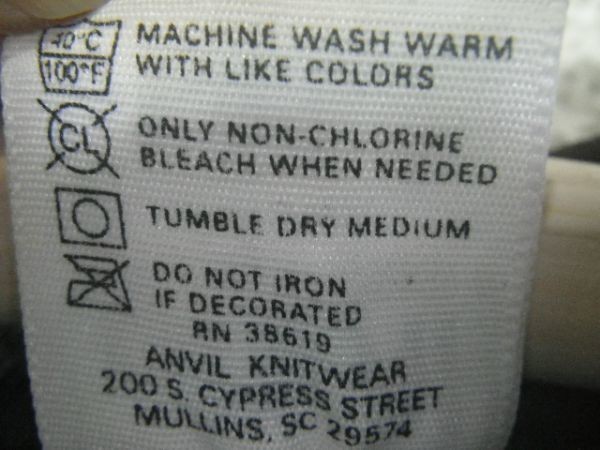 40°C MACHINE WASH WARM
100°F WITH LIKE COLORS
CL ONLY NON-CHLORINE
BLEACH WHEN NEEDED
TUMBLE DRY MEDIUM
DO NOT IRON
IF DECORATED
RN 38619
ANVIL KNITWEAR
200 S. CYPRESS STREET
MULLINS, SC 29574